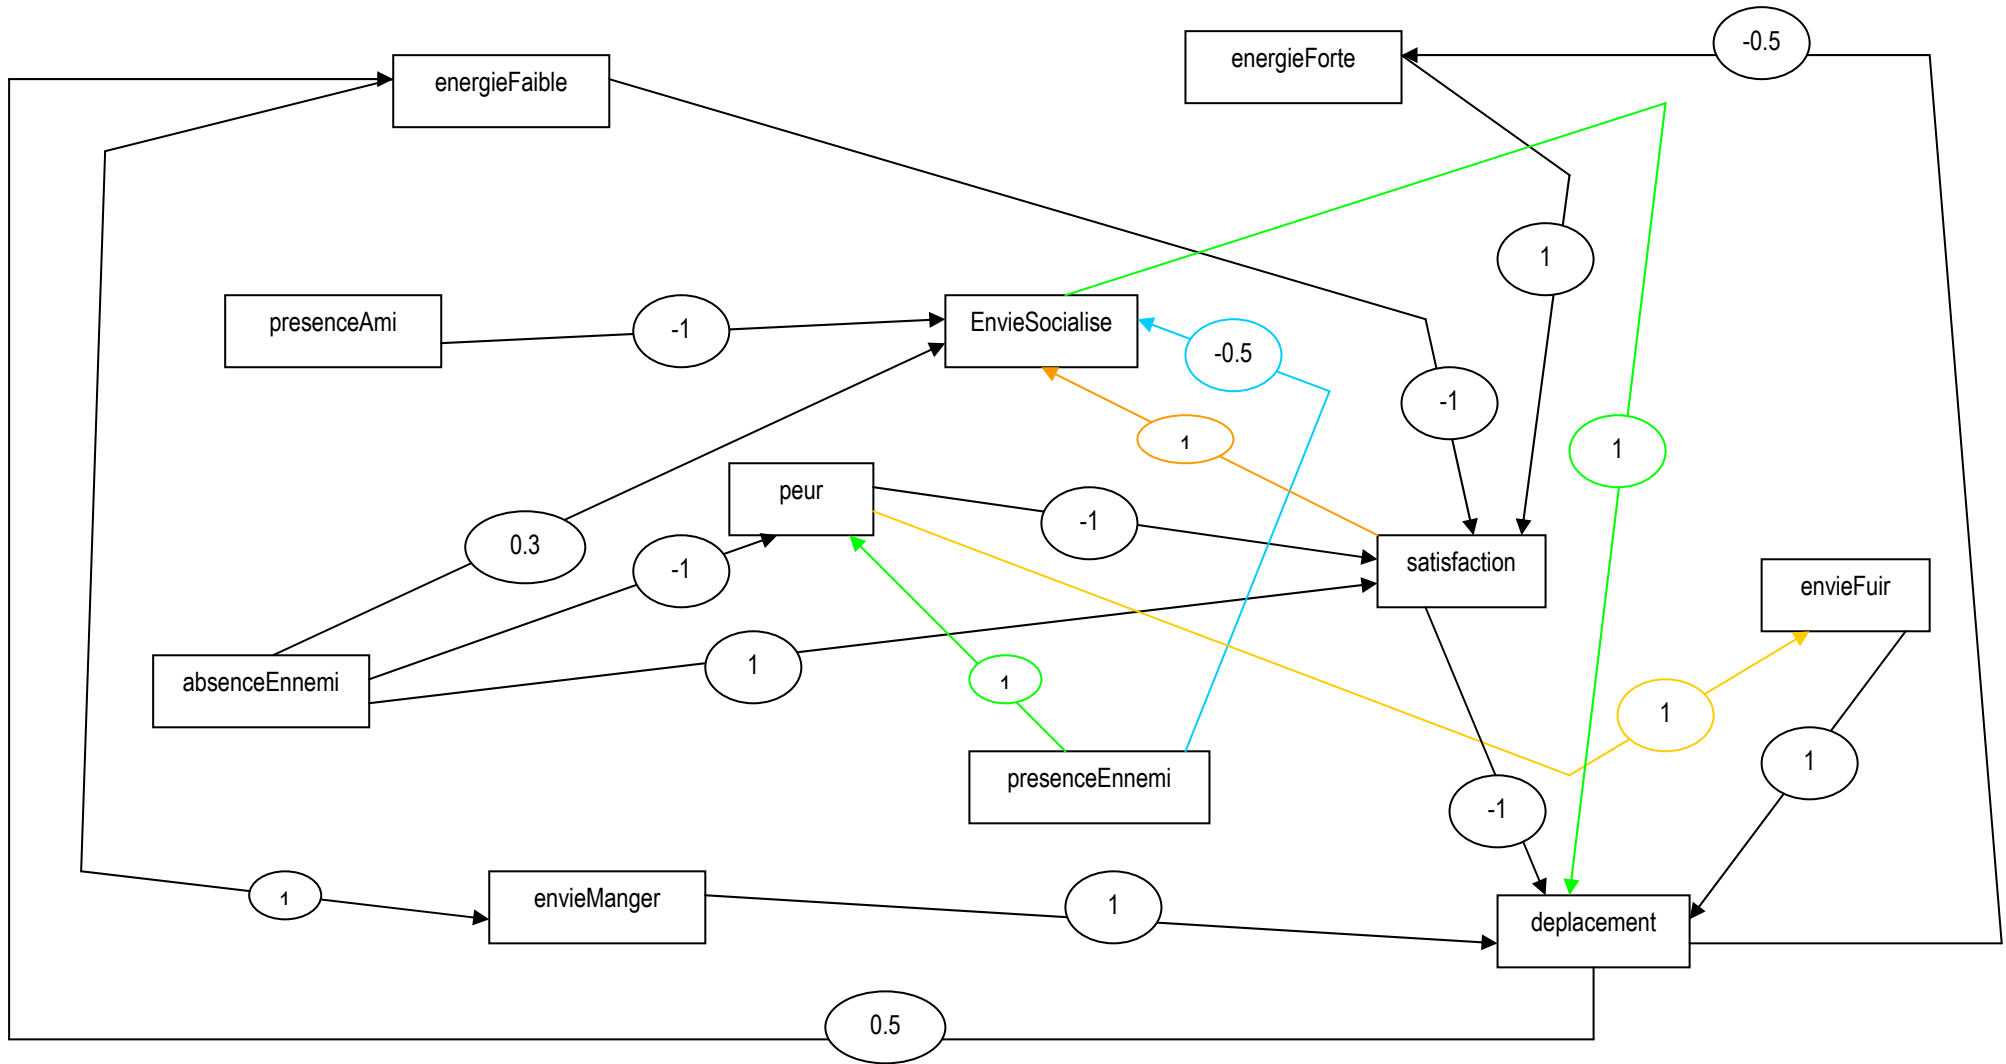 energieForte
-0.5
energieFaible
1
presenceAmi
-1
EnvieSocialise
-0.5
-1
1
1
peur
-1
0.3
-1
satisfaction
envieFuir
1
absenceEnnemi
1
1
presenceEnnemi
1
-1
1
envieManger
1
deplacement
0.5